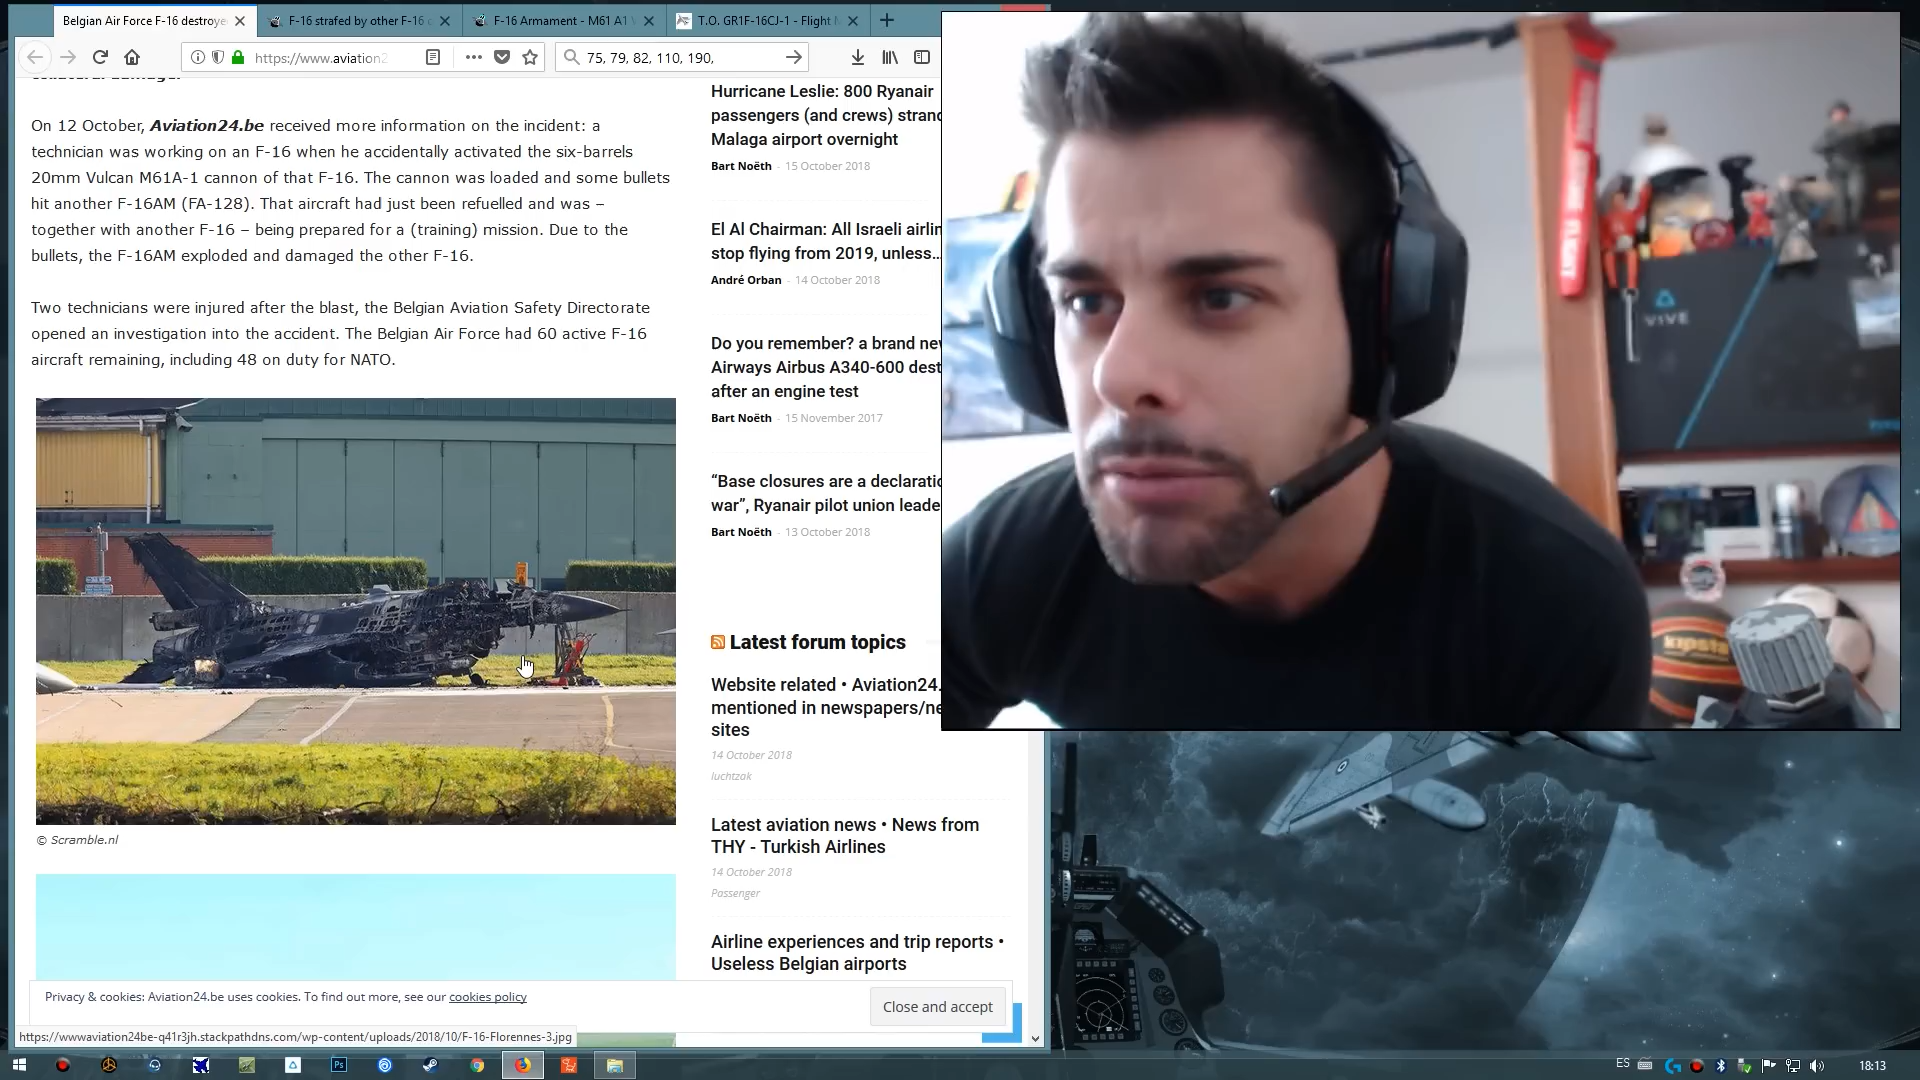 Belgian Air Force F-16 destroye
F-16 strafed by other F-16
F-16 Armament - M61 A1
T.O. GR1F-16CJ-1 - Flight
https://www.aviation2
75, 79, 82, 110, 190,
On 12 October, Aviation24.be received more information on the incident: a
technician was working on an F-16 when he accidentally activated the six-barrels
20mm Vulcan M61A-1 cannon of that F-16. The cannon was loaded and some bullets
hit another F-16AM (FA-128). That aircraft had just been refuelled and was –
together with another F-16 – being prepared for a (training) mission. Due to the
bullets, the F-16AM exploded and damaged the other F-16.
Two technicians were injured after the blast, the Belgian Aviation Safety Directorate
opened an investigation into the accident. The Belgian Air Force had 60 active F-16
aircraft remaining, including 48 on duty for NATO.
© Scramble.nl
Hurricane Leslie: 800 Ryanair
passengers (and crews) stran
Malaga airport overnight
Bart Noëth - 15 October 2018
El Al Chairman: All Israeli airlin
stop flying from 2019, unless...
André Orban - 14 October 2018
Do you remember? a brand ne
Airways Airbus A340-600 dest
after an engine test
Bart Noëth - 15 November 2017
“Base closures are a declaratio
war”, Ryanair pilot union leade
Bart Noëth - 13 October 2018
Latest forum topics
Website related • Aviation24.
mentioned in newspapers/ne
sites
14 October 2018
luchtzak
Latest aviation news • News from
THY - Turkish Airlines
14 October 2018
Passenger
Airline experiences and trip reports •
Useless Belgian airports
Privacy & cookies: Aviation24.be uses cookies. To find out more, see our cookies policy
Close and accept
https://wwwaviation24be-q41r3jh.stackpathdns.com/wp-content/uploads/2018/10/F-16-Florennes-3.jpg
VIVE
kipsta
Ps
ES
18:13